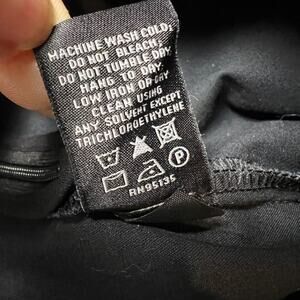 MACHINE WASH COLD.
DO NOT BLEACH.
DO NOT TUMBLE DRY.
HANG TO DRY.
LOW IRON OR DRY
CLEAN USING
ANY SOLVENT EXCEPT
TRICHLOROETHYLENE
P
RN95135